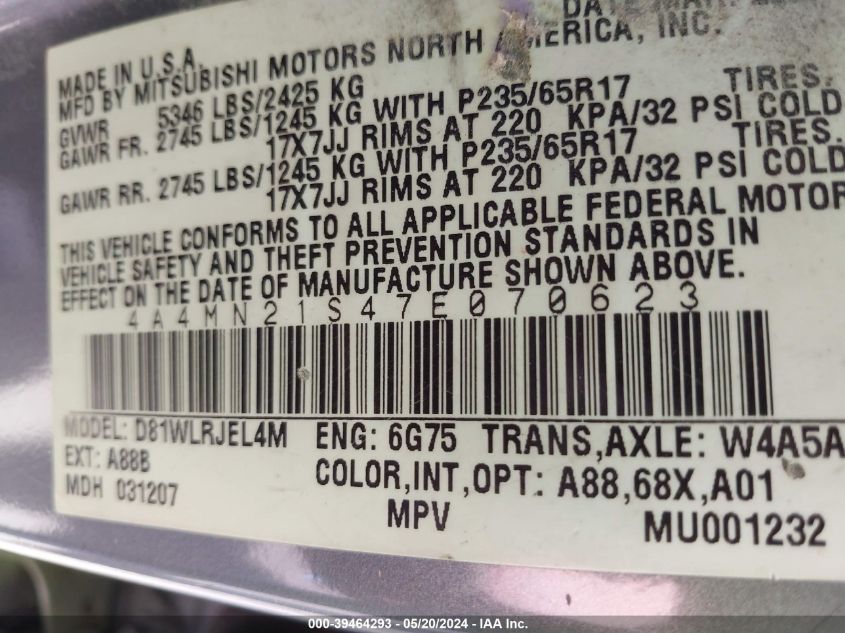 DATE
MADE IN U.S.A.
MFD BY MITSUBISHI MOTORS NORTH AMERICA, INC.
GVWR 5346 LBS/2425 KG
GAWR FR. 2745 LBS/1245 KG WITH P235/65R17 TIRES.
17X7JJ RIMS AT 220 KPA/32 PSI COLD
GAWR RR. 2745 LBS/1245 KG WITH P235/65R17 TIRES.
17X7JJ RIMS AT 220 KPA/32 PSI COLD
THIS VEHICLE CONFORMS TO ALL APPLICABLE FEDERAL MOTOR
VEHICLE SAFETY AND THEFT PREVENTION STANDARDS IN
EFFECT ON THE DATE OF MANUFACTURE SHOWN ABOVE.
4A4MN21S47E070623
MODEL: D81WLRJEL4M ENG: 6G75 TRANS,AXLE: W4A5A
EXT: A88B COLOR,INT,OPT: A88,68X,A01
MDH 031207 MPV MU001232
000-39464293 - 05/20/2024 - IAA Inc.